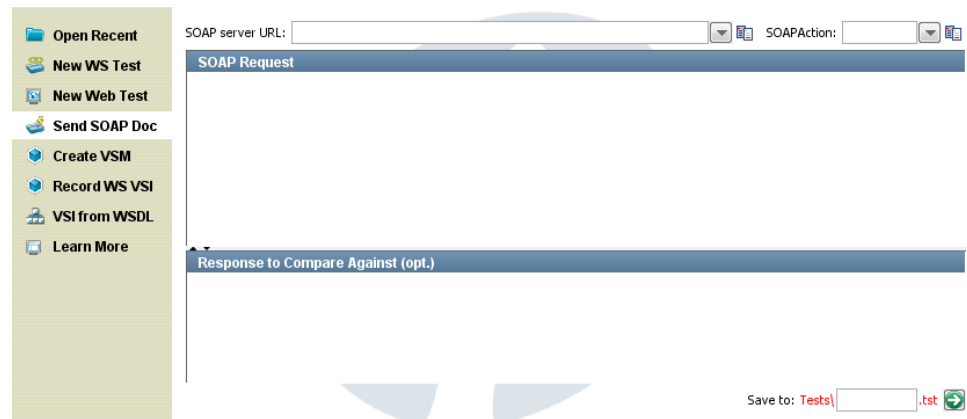 Open Recent
New WS Test
New Web Test
Send SOAP Doc
Create VSM
Record WS VSI
VSI from WSDL
Learn More
SOAP server URL: SOAPAction:
SOAP Request
Response to Compare Against (opt.)
Save to: Tests\ .tst